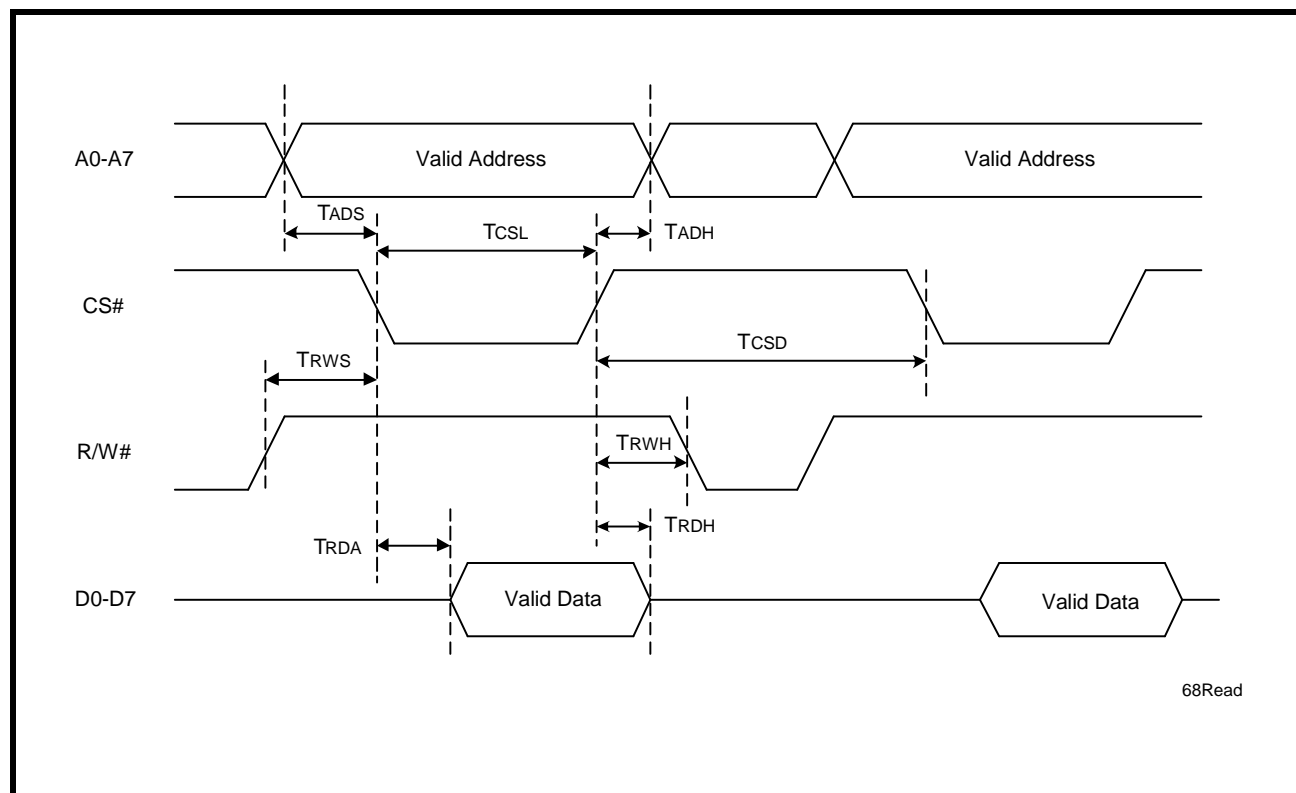 A0-A7
Valid Address
Valid Address
TADS
TCSL
TADH
CS#
TCSD
TRWS
R/W#
TRWH
TRDH
TRDA
D0-D7
Valid Data
Valid Data
68Read